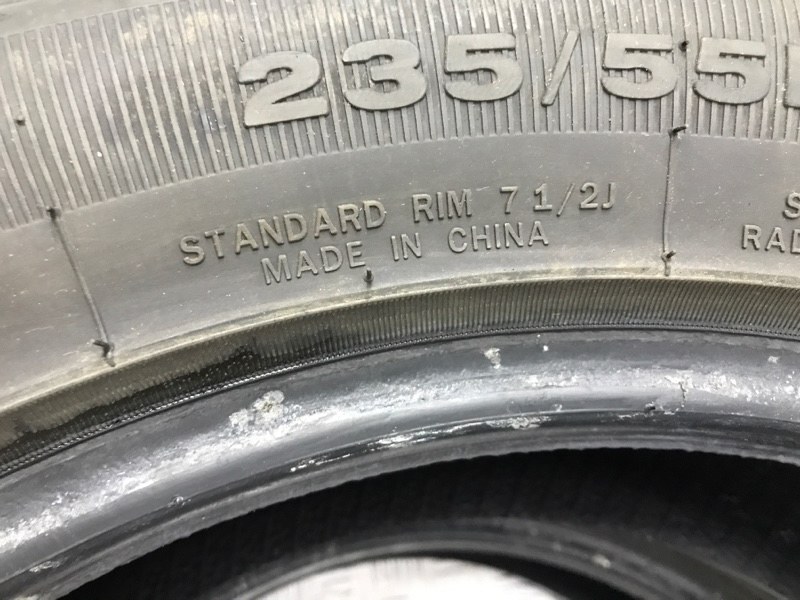 235/55
STANDARD RIM 7 1/2J
MADE IN CHINA